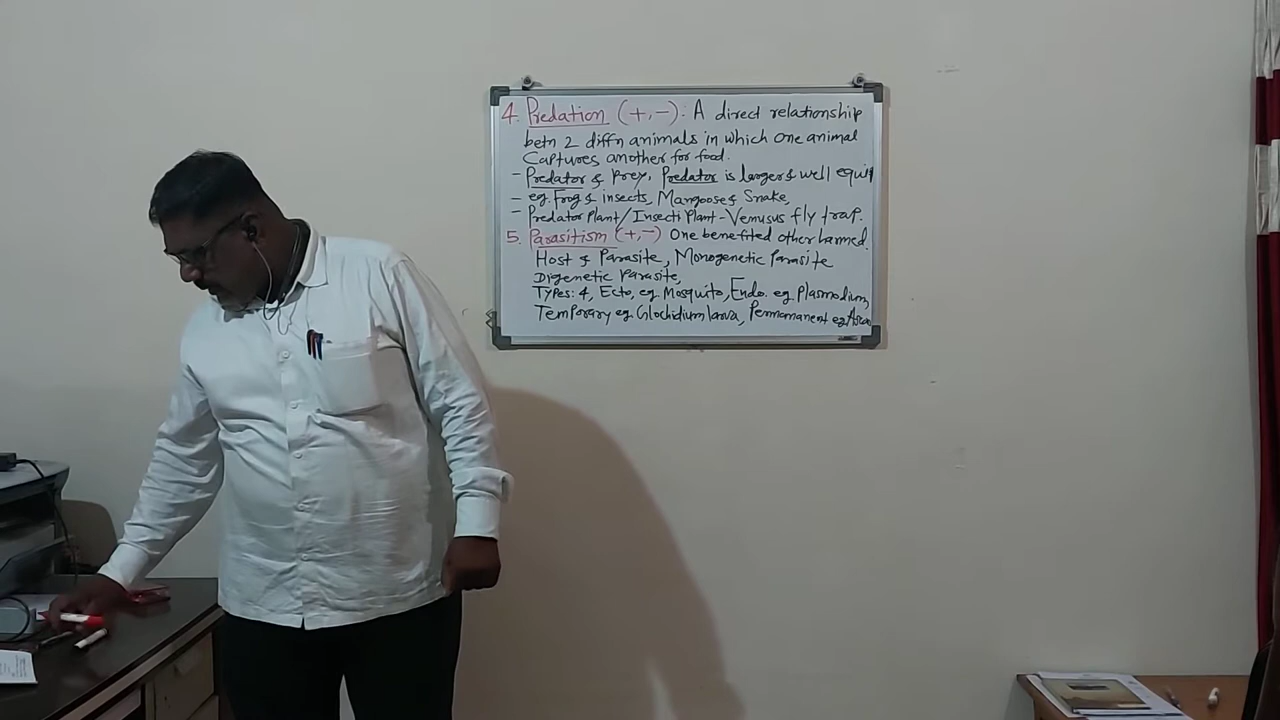 4. Predation (+,-): A direct relationship
betn 2 diffn animals in which one animal
Captures another for food.
- Predator & Prey, Predator is larger & well equip
- eg. Frog & insects, Mangoose & Snake,
- Predator Plant/Insecti Plant-Vemusus fly trap.
5. Parasitism (+,-) One benefited other harmed.
Host & Parasite, Monogenetic Parasite
Digenetic Parasite,
Types: 4, Ecto, eg Mosquito, Endo. eg Plasmodium,
Temporary eg. Glochidium larva, Permamanent eg